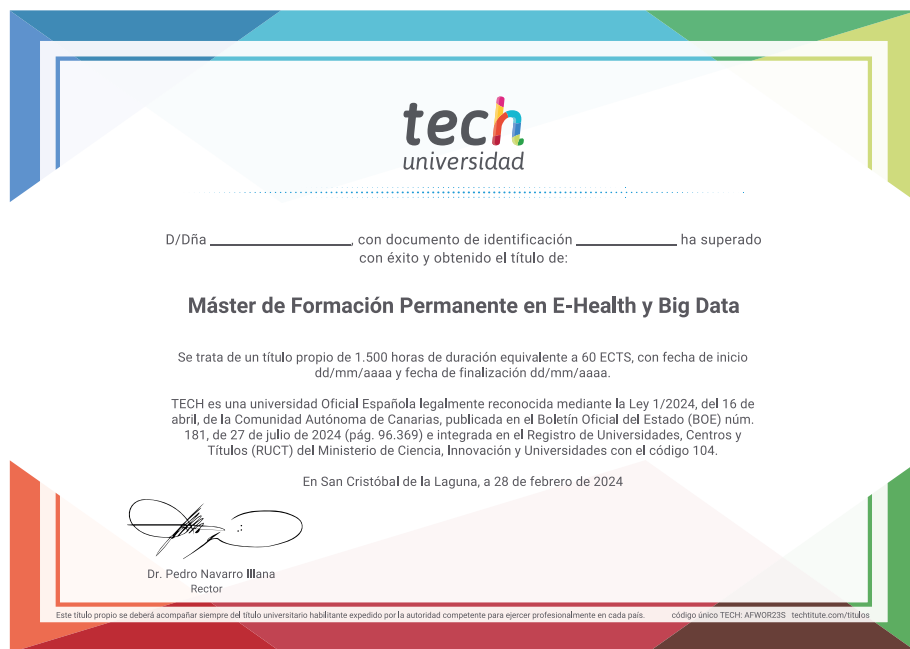 tech
universidad
D/Dña ______________, con documento de identificación __________ ha superado
con éxito y obtenido el título de:
Máster de Formación Permanente en E-Health y Big Data
Se trata de un título propio de 1.500 horas de duración equivalente a 60 ECTS, con fecha de inicio
dd/mm/aaaa y fecha de finalización dd/mm/aaaa.
TECH es una universidad Oficial Española legalmente reconocida mediante la Ley 1/2024, del 16 de
abril, de la Comunidad Autónoma de Canarias, publicada en el Boletín Oficial del Estado (BOE) núm.
181, de 27 de julio de 2024 (pág. 96.369) e integrada en el Registro de Universidades, Centros y
Títulos (RUCT) del Ministerio de Ciencia, Innovación y Universidades con el código 104.
En San Cristóbal de la Laguna, a 28 de febrero de 2024
Dr. Pedro Navarro Illana
Rector
Este título propio se deberá acompañar siempre del título universitario habilitante expedido por la autoridad competente para ejercer profesionalmente en cada país. código único TECH: AFWOR23S techtitute.com/titulos